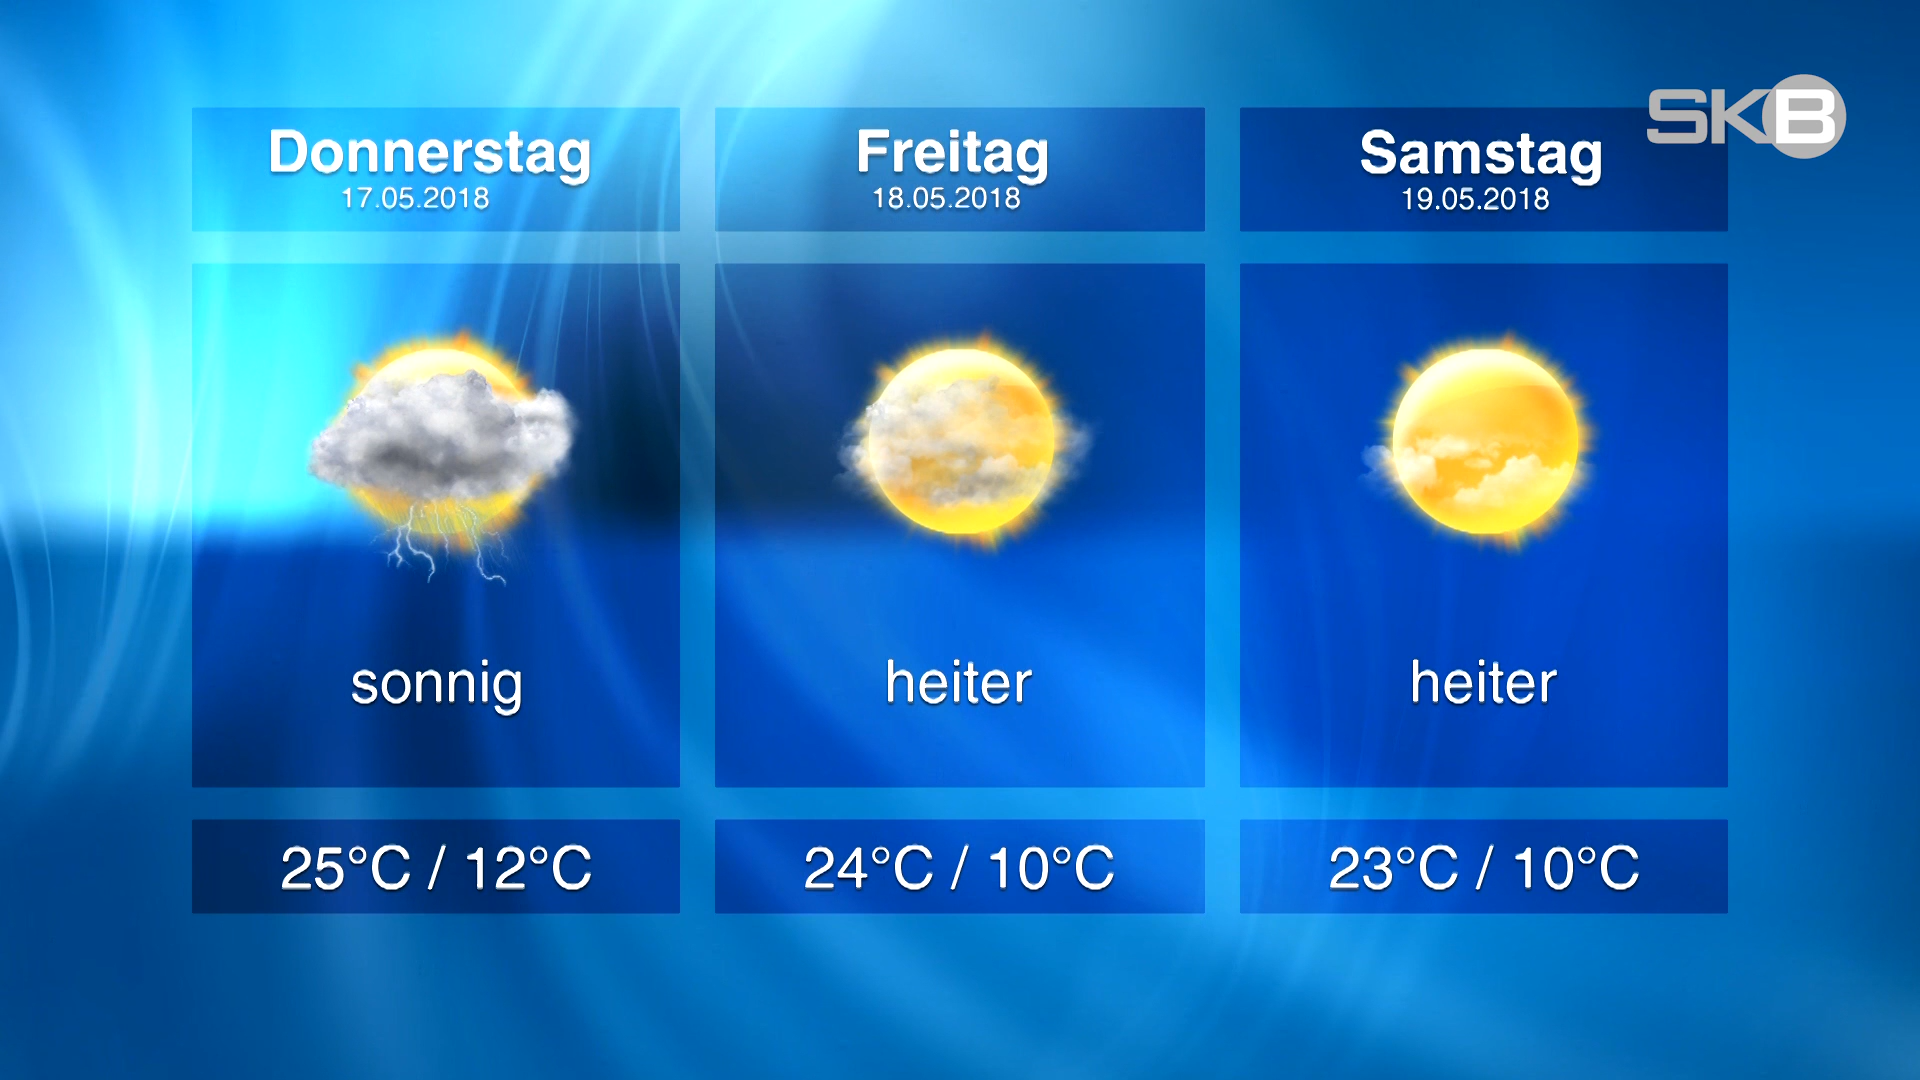 Donnerstag
17.05.2018
sonnig
25°C / 12°C
Freitag
18.05.2018
heiter
24°C / 10°C
Samstag
19.05.2018
heiter
23°C / 10°C
SKB